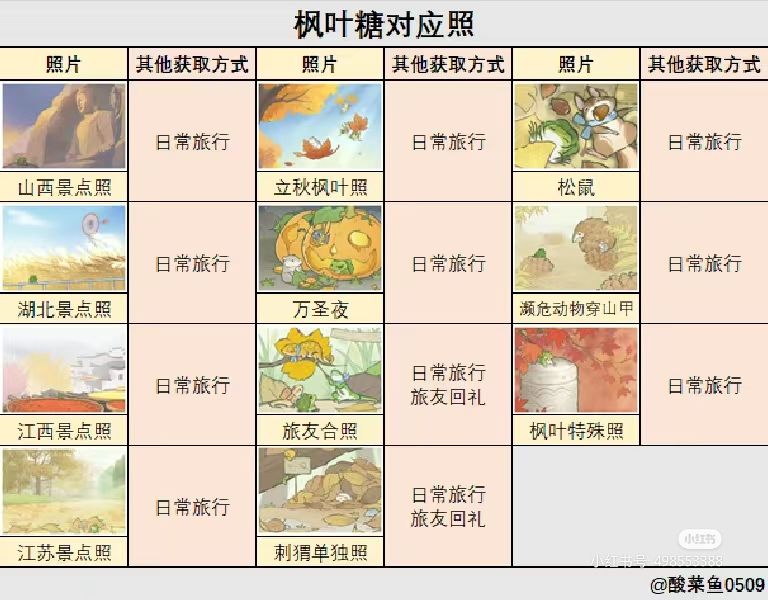 枫叶糖对应照
照片 其他获取方式 照片 其他获取方式 照片 其他获取方式
日常旅行 日常旅行 日常旅行
山西景点照 立秋枫叶照 松鼠
日常旅行 日常旅行 日常旅行
湖北景点照 万圣夜 濒危动物穿山甲
日常旅行 日常旅行 日常旅行
旅友回礼
江西景点照 旅友合照 枫叶特殊照
日常旅行 日常旅行
旅友回礼
江苏景点照 刺猬单独照
小红书
小红书号 498553388
@酸菜鱼0509